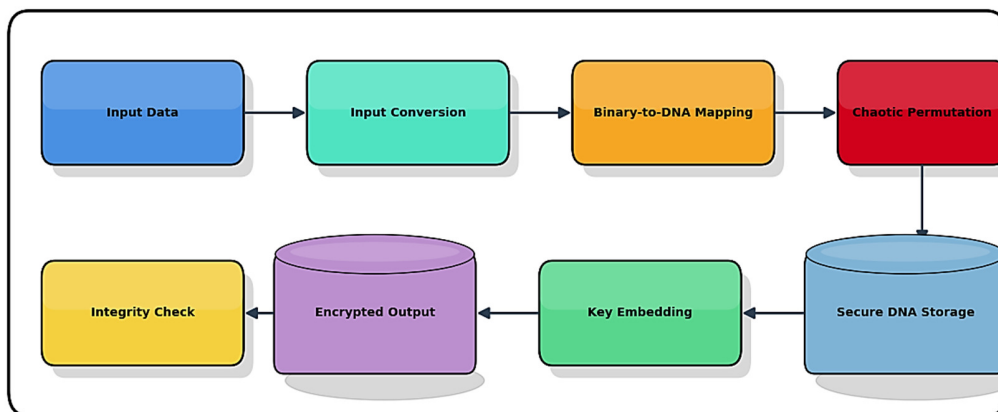 Input Data
Input Conversion
Binary-to-DNA Mapping
Chaotic Permutation
Integrity Check
Encrypted Output
Key Embedding
Secure DNA Storage